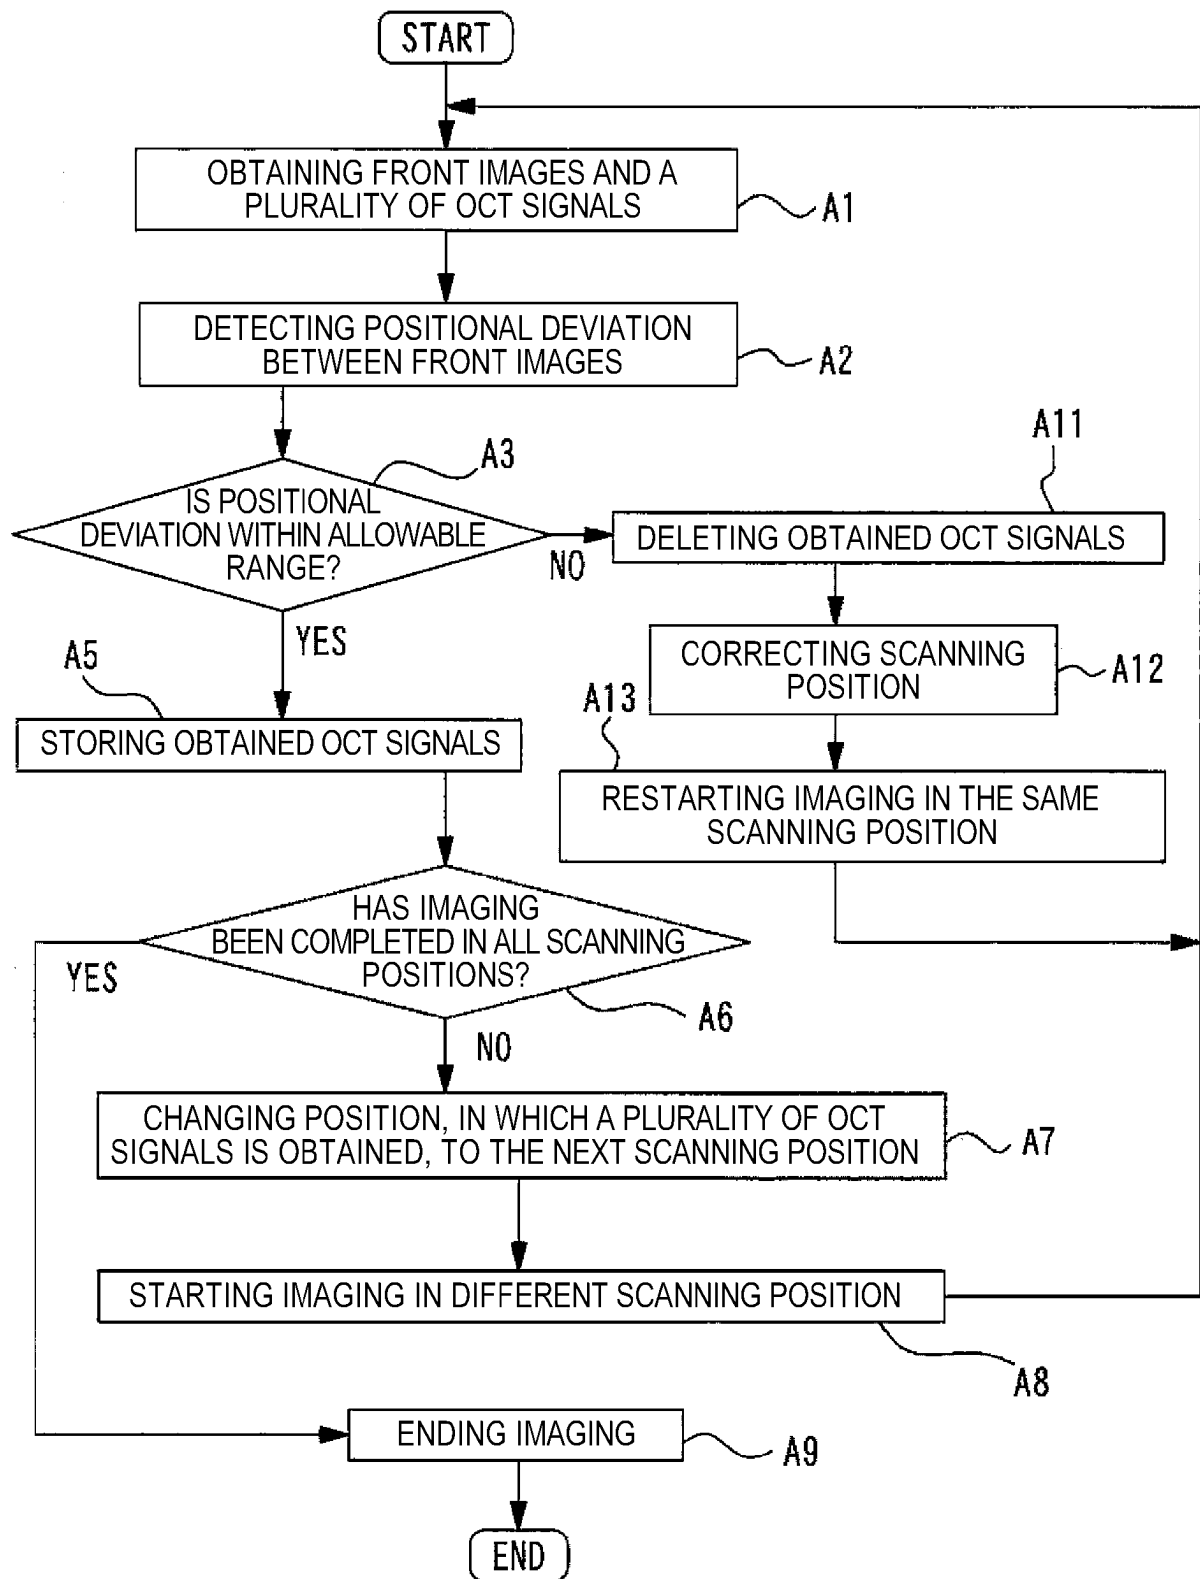 START
OBTAINING FRONT IMAGES AND A
PLURALITY OF OCT SIGNALS
A1
DETECTING POSITIONAL DEVIATION
BETWEEN FRONT IMAGES
A2
A3
IS POSITIONAL
DEVIATION WITHIN ALLOWABLE
RANGE?
NO
YES
A11
DELETING OBTAINED OCT SIGNALS
CORRECTING SCANNING
POSITION
A12
A13
RESTARTING IMAGING IN THE SAME
SCANNING POSITION
A5
STORING OBTAINED OCT SIGNALS
HAS IMAGING
BEEN COMPLETED IN ALL SCANNING
POSITIONS?
YES
A6
NO
CHANGING POSITION, IN WHICH A PLURALITY OF OCT
SIGNALS IS OBTAINED, TO THE NEXT SCANNING POSITION
A7
STARTING IMAGING IN DIFFERENT SCANNING POSITION
A8
ENDING IMAGING
A9
END